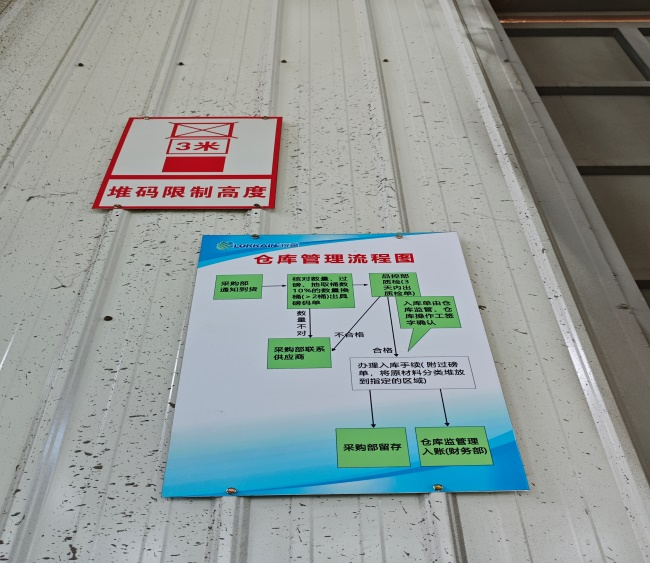 3米
堆码限制高度
LOKKAIN
仓库管理流程图
采购部
通知到货
核对数量、过
磅、抽取桶数
10%的数量换
桶(>2桶)出具
磅码单
品控部
质检(3
天内出
质检单)
入库单由仓
库监管、仓
库操作工签
字确认
数
量
不
对
不合格
合格
采购部联系
供应商
办理入库手续( 附过磅
单，将原材料分类堆放
到指定的区域)
采购部留存
仓库监管理
入账(财务部)